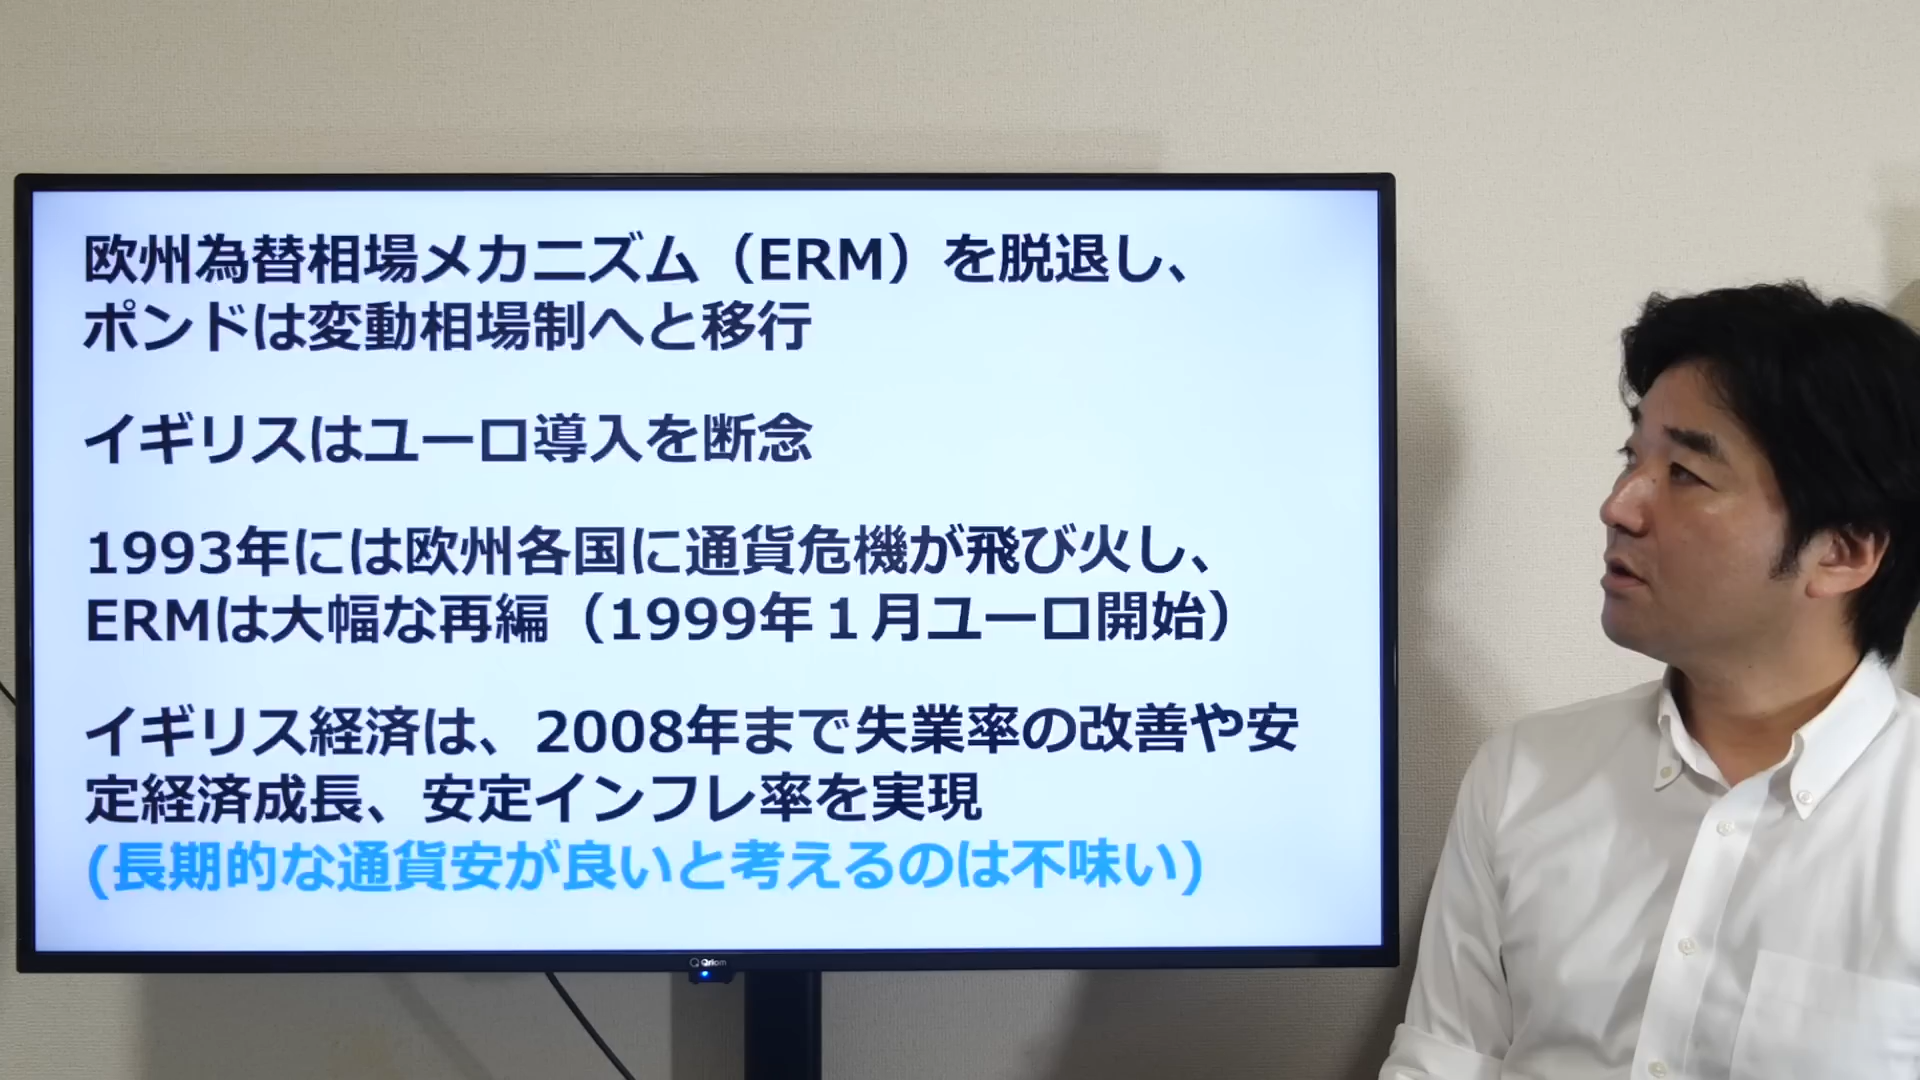 欧州為替相場メカニズム（ERM）を脱退し、
ポンドは変動相場制へと移行
イギリスはユーロ導入を断念
1993年には欧州各国に通貨危機が飛び火し、
ERMは大幅な再編（1999年１月ユーロ開始）
イギリス経済は、2008年まで失業率の改善や安
定経済成長、安定インフレ率を実現
(長期的な通貨安が良いと考えるのは不味い)
Qriom